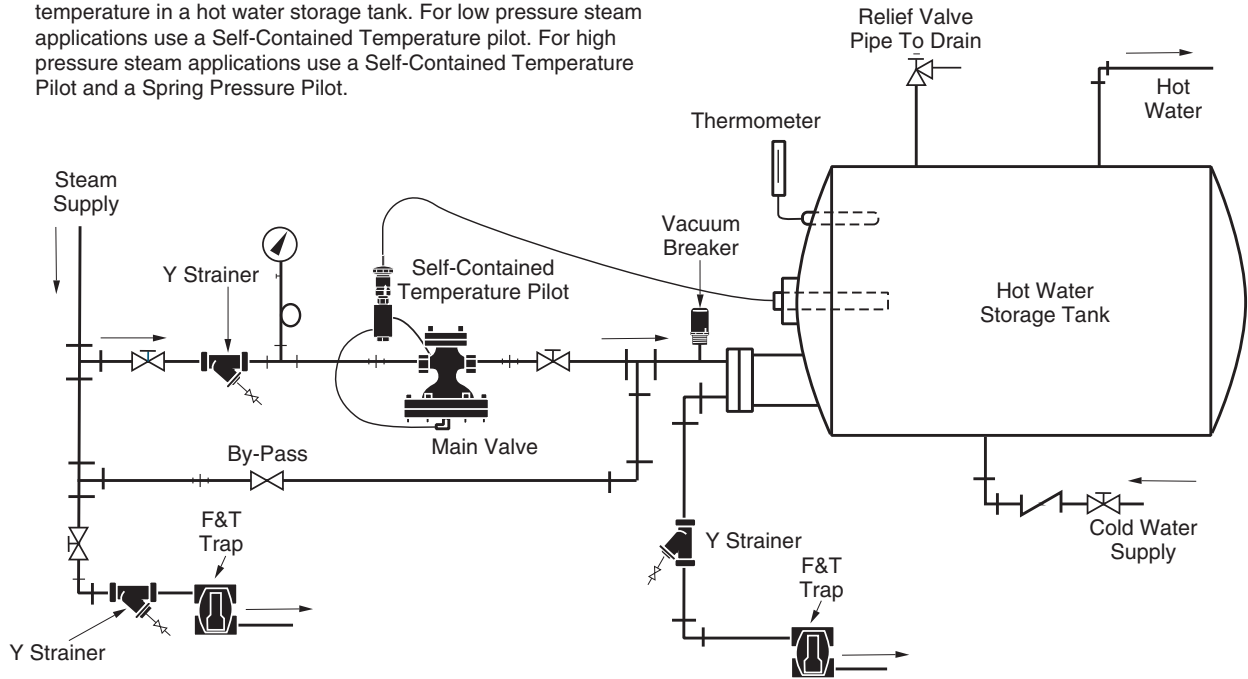 temperature in a hot water storage tank. For low pressure steam
applications use a Self-Contained Temperature pilot. For high
pressure steam applications use a Self-Contained Temperature
Pilot and a Spring Pressure Pilot.
Relief Valve
Pipe To Drain
Hot
Water
Thermometer
Steam
Supply
Vacuum
Breaker
Y Strainer
Self-Contained
Temperature Pilot
Hot Water
Storage Tank
Main Valve
By-Pass
F&T
Trap
Y Strainer
Cold Water
Supply
F&T
Trap
Y Strainer